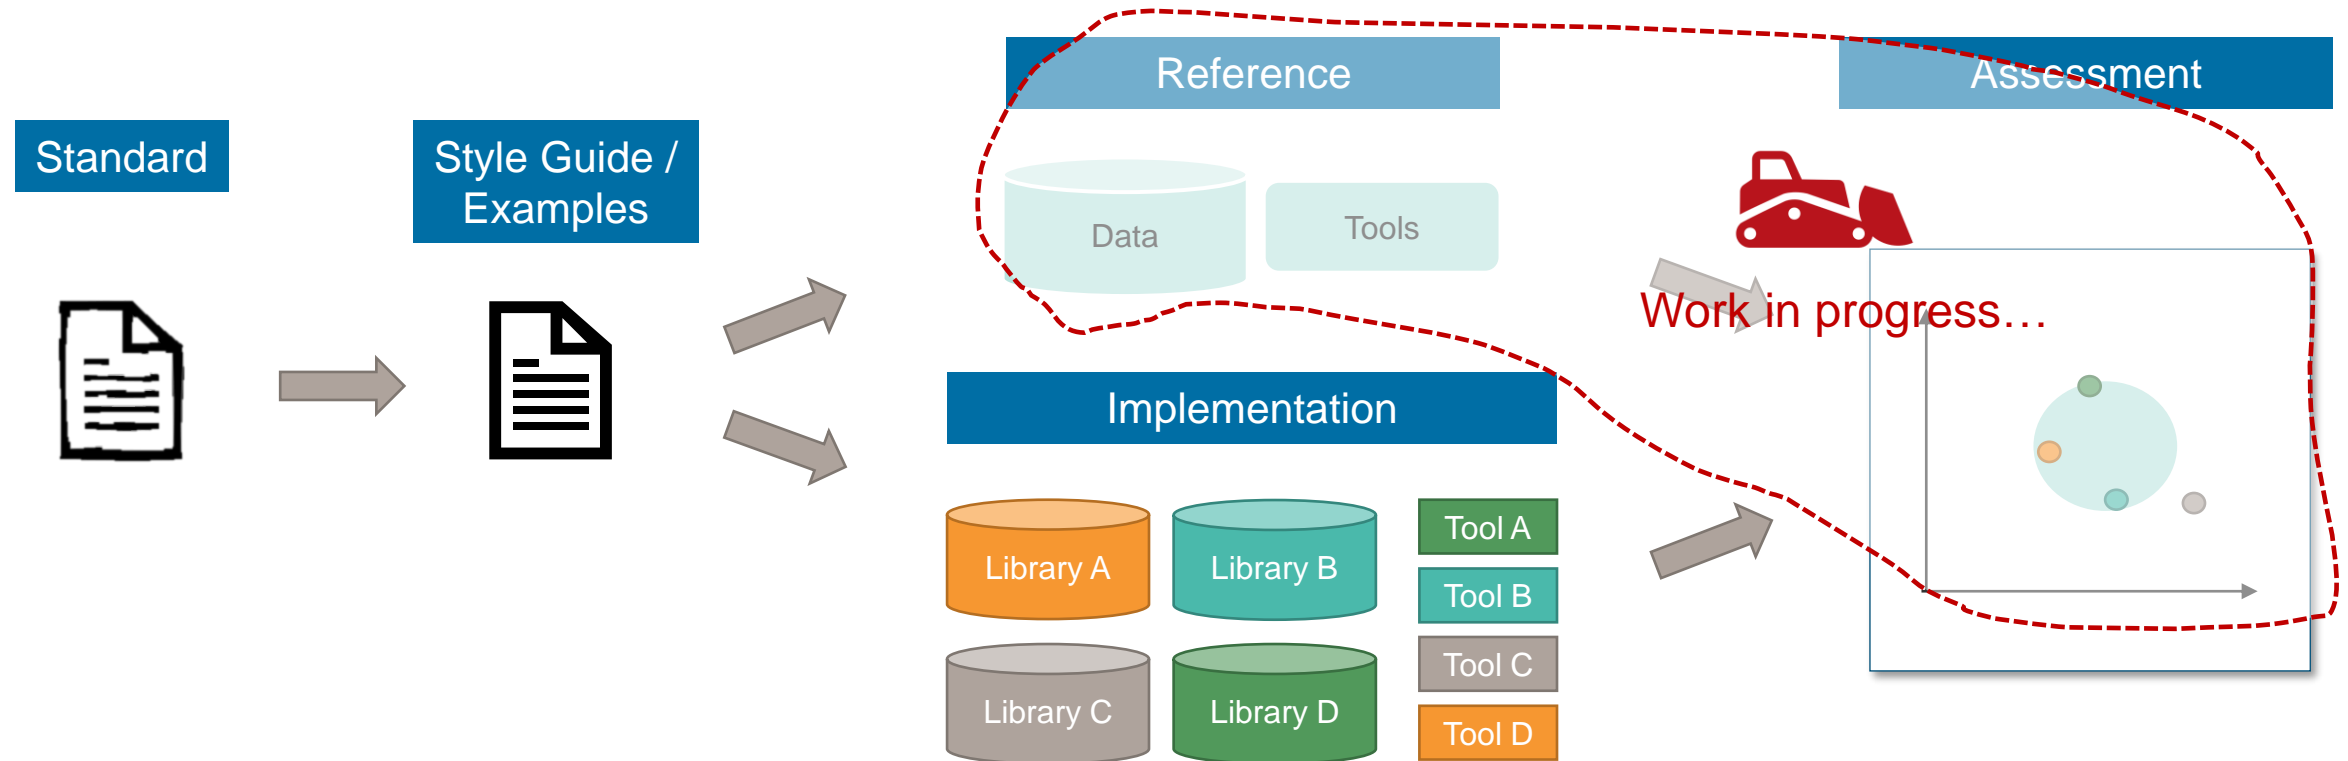 Standard
Style Guide /
Examples
Reference
Data
Tools
Implementation
Library A
Library B
Library C
Library D
Tool A
Tool B
Tool C
Tool D
Assessment
Work in progress…